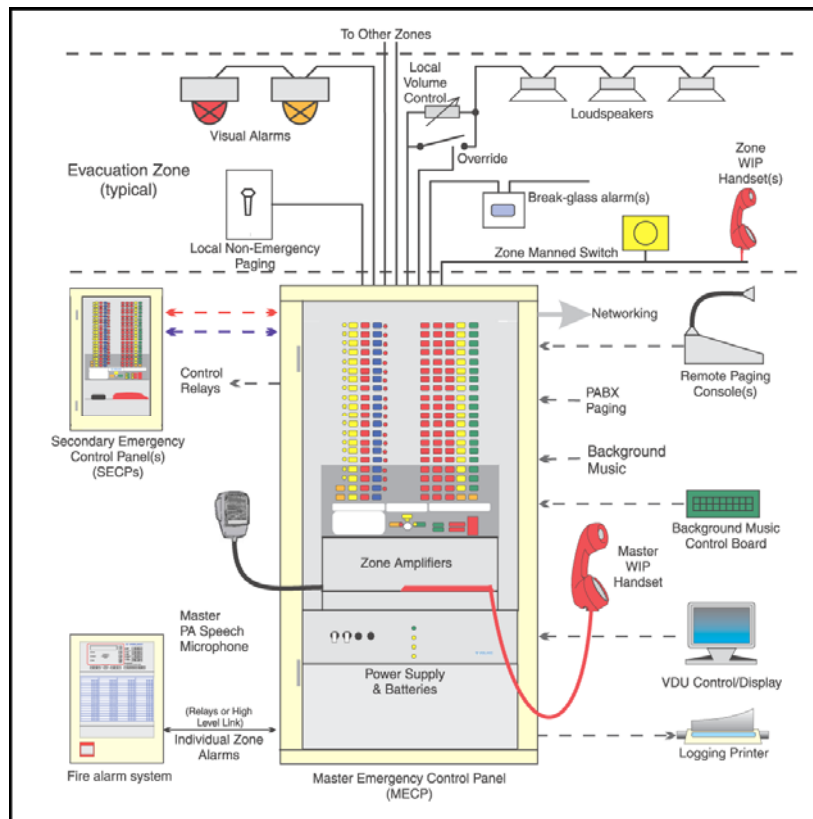 To Other Zones
Local
Volume
Control
Visual Alarms
Loudspeakers
Override
Zone
WIP
Handset(s)
Evacuation Zone
(typical)
Break-glass alarm(s)
Local Non-Emergency
Paging
Zone Manned Switch
Networking
Control
Relays
Remote Paging
Console(s)
PABX
Paging
Secondary Emergency
Control Panel(s)
(SECPs)
Background
Music
Background Music
Control Board
Zone Amplifiers
Master
WIP
Handset
Master
PA Speech
Microphone
Power Supply
& Batteries
VDU Control/Display
(Relays or High
Level Link)
Individual Zone
Alarms
Fire alarm system
Master Emergency Control Panel
(MECP)
Logging Printer